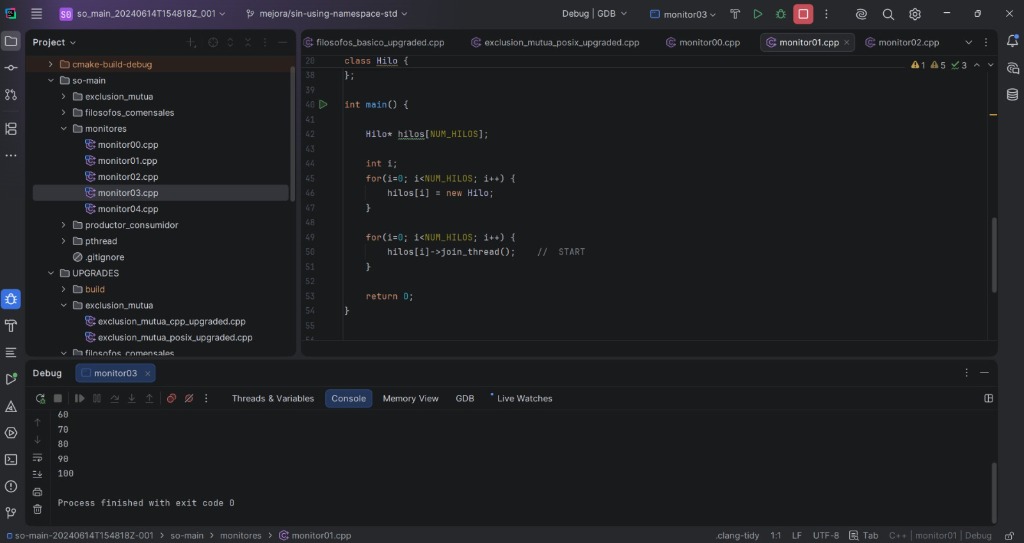 SG so_main_20240614T154818Z_001 mejora/sin-using-namespace-std Debug | GDB monitor03
Project
cmake-build-debug
so-main
exclusion_mutua
filosofos_comensales
monitores
monitor00.cpp
monitor01.cpp
monitor02.cpp
monitor03.cpp
monitor04.cpp
productor_consumidor
pthread
.gitignore
UPGRADES
build
exclusion_mutua
exclusion_mutua_cpp_upgraded.cpp
exclusion_mutua_posix_upgraded.cpp
filosofos_comensales
filosofos_basico_upgraded.cpp exclusion_mutua_posix_upgraded.cpp monitor00.cpp monitor01.cpp monitor02.cpp
1 5 3
20 class Hilo {
38 };
39
40 int main() {
41
42 Hilo* hilos[NUM_HILOS];
43
44 int i;
45 for(i=0; i<NUM_HILOS; i++) {
46 hilos[i] = new Hilo;
47 }
48
49 for(i=0; i<NUM_HILOS; i++) {
50 hilos[i]->join_thread(); // START
51 }
52
53 return 0;
54 }
55
Debug monitor03
Threads & Variables Console Memory View GDB Live Watches
60
70
80
90
100
Process finished with exit code 0
so-main-20240614T154818Z-001 > so-main > monitores > monitor01.cpp .clang-tidy 1:1 LF UTF-8 Tab C++ | monitor01 | Debug